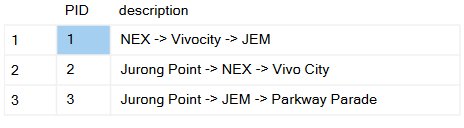 PID description
1 1 NEX -> Vivocity -> JEM
2 2 Jurong Point -> NEX -> Vivo City
3 3 Jurong Point -> JEM -> Parkway Parade